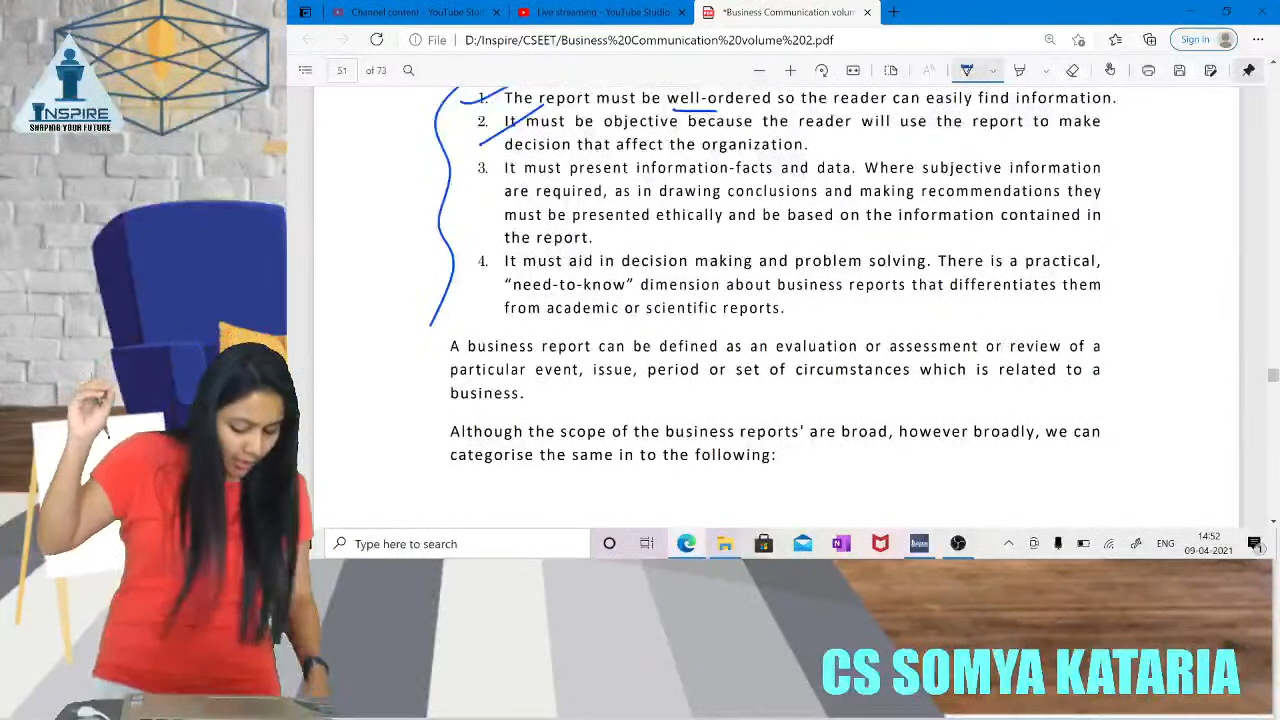 INSPIRE
SHAPING YOUR FUTURE
Channel content - YouTube Studi
Live streaming - YouTube Studio
*Business Communication volum
File
D:/Inspire/CSEET/Business%20Communication%20volume%202.pdf
Sign in
51 of 73
1. The report must be well-ordered so the reader can easily find information.
2. It must be objective because the reader will use the report to make
decision that affect the organization.
3. It must present information-facts and data. Where subjective information
are required, as in drawing conclusions and making recommendations they
must be presented ethically and be based on the information contained in
the report.
4. It must aid in decision making and problem solving. There is a practical,
“need-to-know” dimension about business reports that differentiates them
from academic or scientific reports.
A business report can be defined as an evaluation or assessment or review of a
particular event, issue, period or set of circumstances which is related to a
business.
Although the scope of the business reports' are broad, however broadly, we can
categorise the same in to the following:
Type here to search
ENG
14:52
09-04-2021
CS SOMYA KATARIA